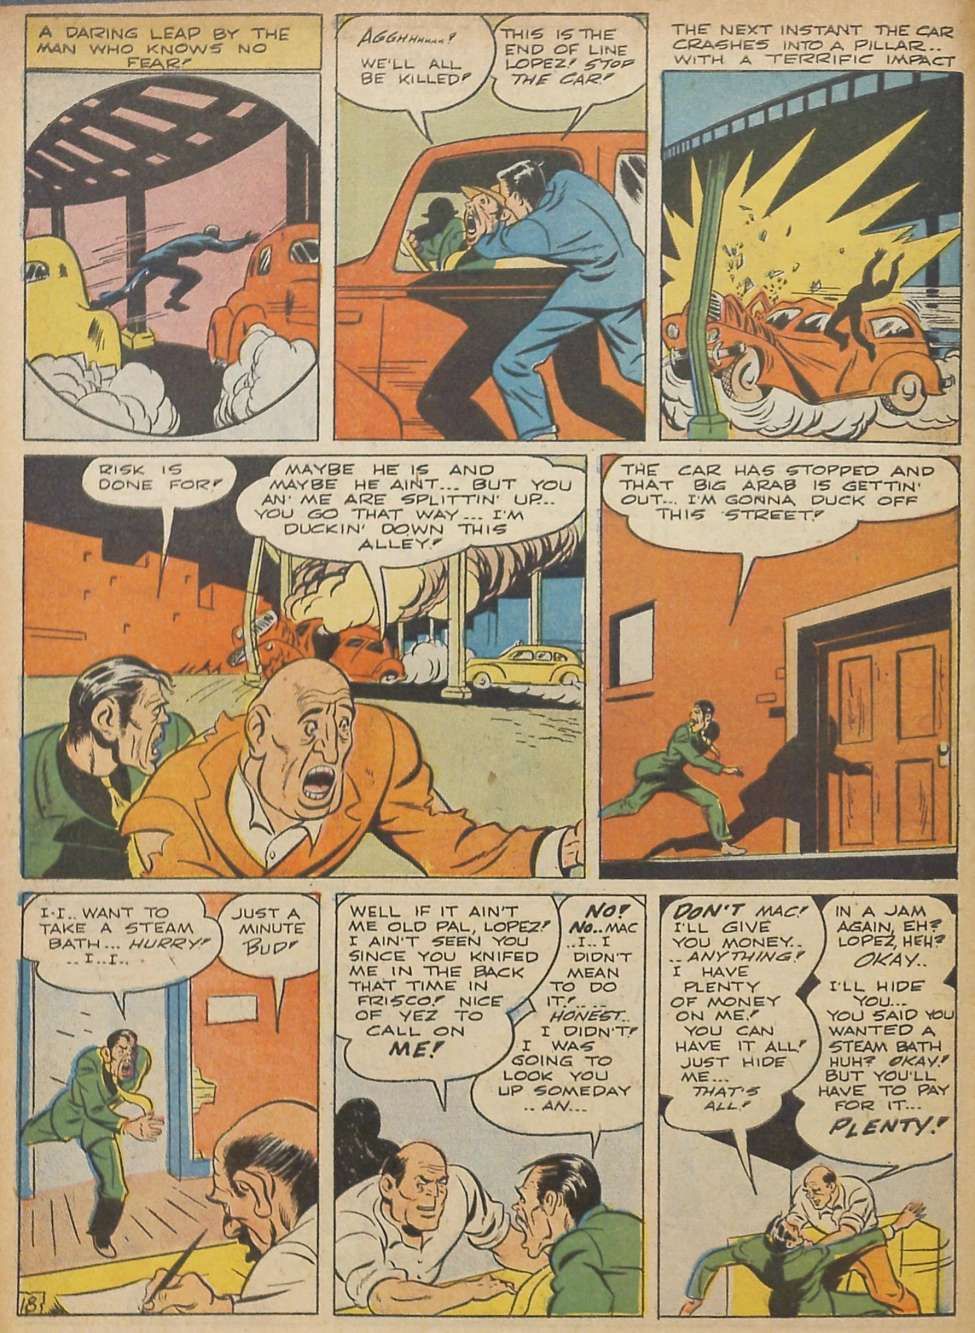 A DARING LEAP BY THE
MAN WHO KNOWS NO
FEAR!
AGGHHHHHH!
WE'LL ALL
BE KILLED!
THIS IS THE
END OF LINE
LOPEZ! STOP
THE CAR!
THE NEXT INSTANT THE CAR
CRASHES INTO A PILLAR..
WITH A TERRIFIC IMPACT
RISK IS
DONE FOR!
MAYBE HE IS AND
MAYBE HE AINT... BUT YOU
AN' ME ARE SPLITTIN' UP...
YOU GO THAT WAY... I'M
DUCKIN' DOWN THIS
ALLEY!
THE CAR HAS STOPPED AND
THAT BIG ARAB IS GETTIN'
OUT... I'M GONNA DUCK OFF
THIS STREET!
I-I.. WANT TO
TAKE A STEAM
BATH... HURRY!
..I..I..
JUST A
MINUTE
BUD!
WELL IF IT AIN'T
ME OLD PAL, LOPEZ!
I AIN'T SEEN YOU
SINCE YOU KNIFED
ME IN THE BACK
THAT TIME IN
FRISCO! NICE
OF YEZ TO
CALL ON
ME!
NO!
NO.. MAC
..I.. I
DIDN'T
MEAN
TO DO
IT!....
HONEST..
I DIDN'T!
I WAS
GOING TO
LOOK YOU
UP SOMEDAY
.. AN...
DON'T MAC!
I'LL GIVE
YOU MONEY..
..ANYTHING!
I HAVE
PLENTY
OF MONEY
ON ME!
YOU CAN
HAVE IT ALL!
JUST HIDE
ME...
THAT'S
ALL!
IN A JAM
AGAIN, EH?
LOPEZ, HEH?
OKAY..
I'LL HIDE
YOU...
YOU SAID YOU
WANTED A
STEAM BATH
HUH? OKAY!
BUT YOU'LL
HAVE TO PAY
FOR IT...
PLENTY!
18